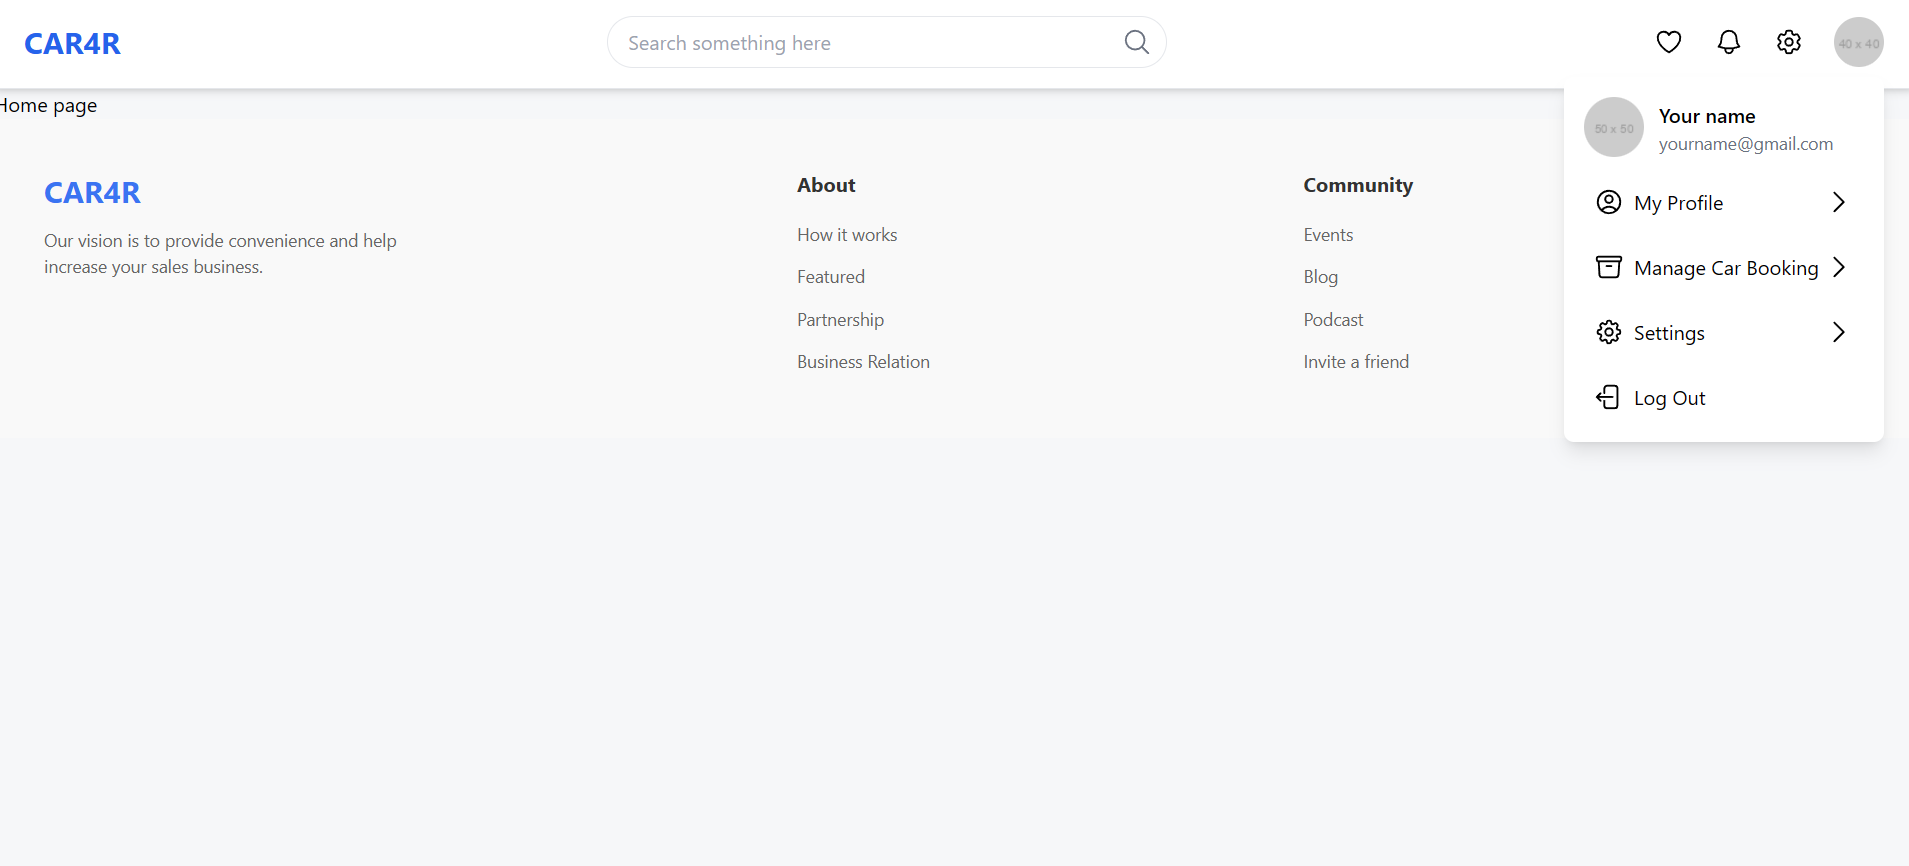 CAR4R
Search something here
40 x 40
Home page
50 x 50
Your name
yourname@gmail.com
My Profile
Manage Car Booking
Settings
Log Out
CAR4R
Our vision is to provide convenience and help
increase your sales business.
About
How it works
Featured
Partnership
Business Relation
Community
Events
Blog
Podcast
Invite a friend